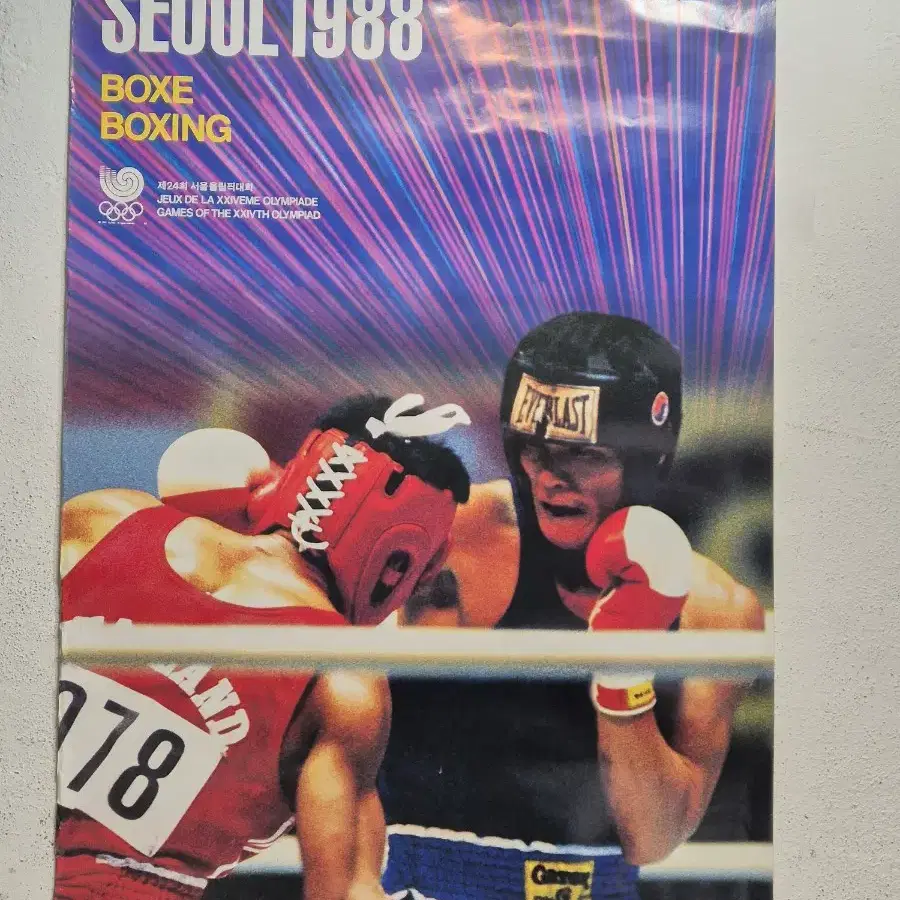 SEOUL 1988
BOXE
BOXING
제24회 서울올림픽대회
JEUX DE LA XXIVEME OLYMPIADE
GAMES OF THE XXIVTH OLYMPIAD
EVERLAST
078